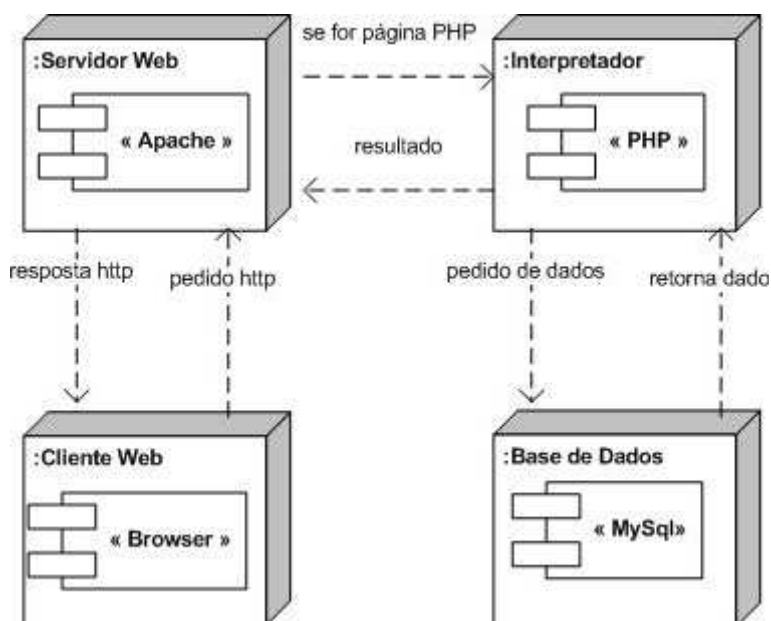 se for página PHP
:Servidor Web
:Interpretador
« Apache »
« PHP »
resultado
resposta http
pedido http
pedido de dados
retorna dado
:Cliente Web
:Base de Dados
« Browser »
« MySql»